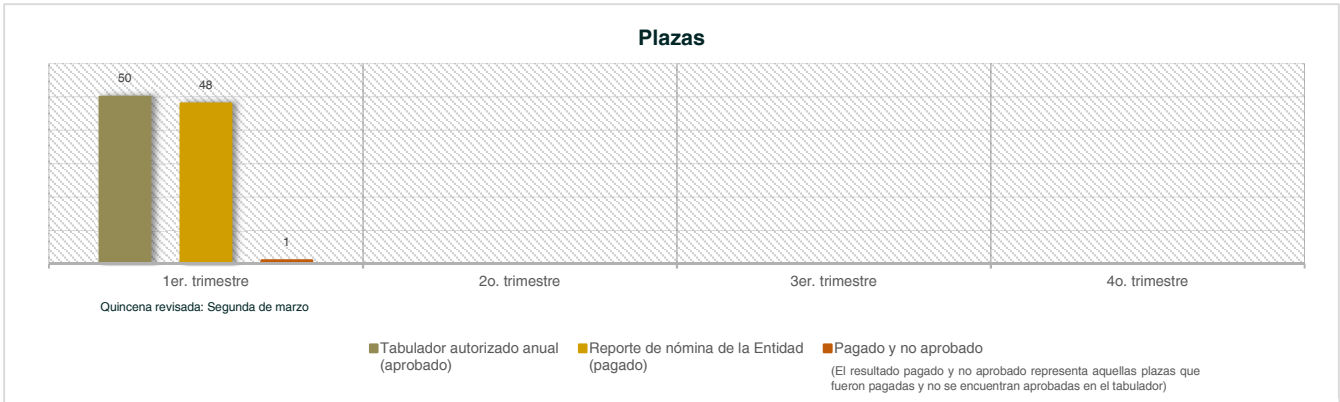 Plazas
50
48
1
1er. trimestre
2o. trimestre
3er. trimestre
4o. trimestre
Quincena revisada: Segunda de marzo
Tabulador autorizado anual
(aprobado)
Reporte de nómina de la Entidad
(pagado)
Pagado y no aprobado
(El resultado pagado y no aprobado representa aquellas plazas que
fueron pagadas y no se encuentran aprobadas en el tabulador)